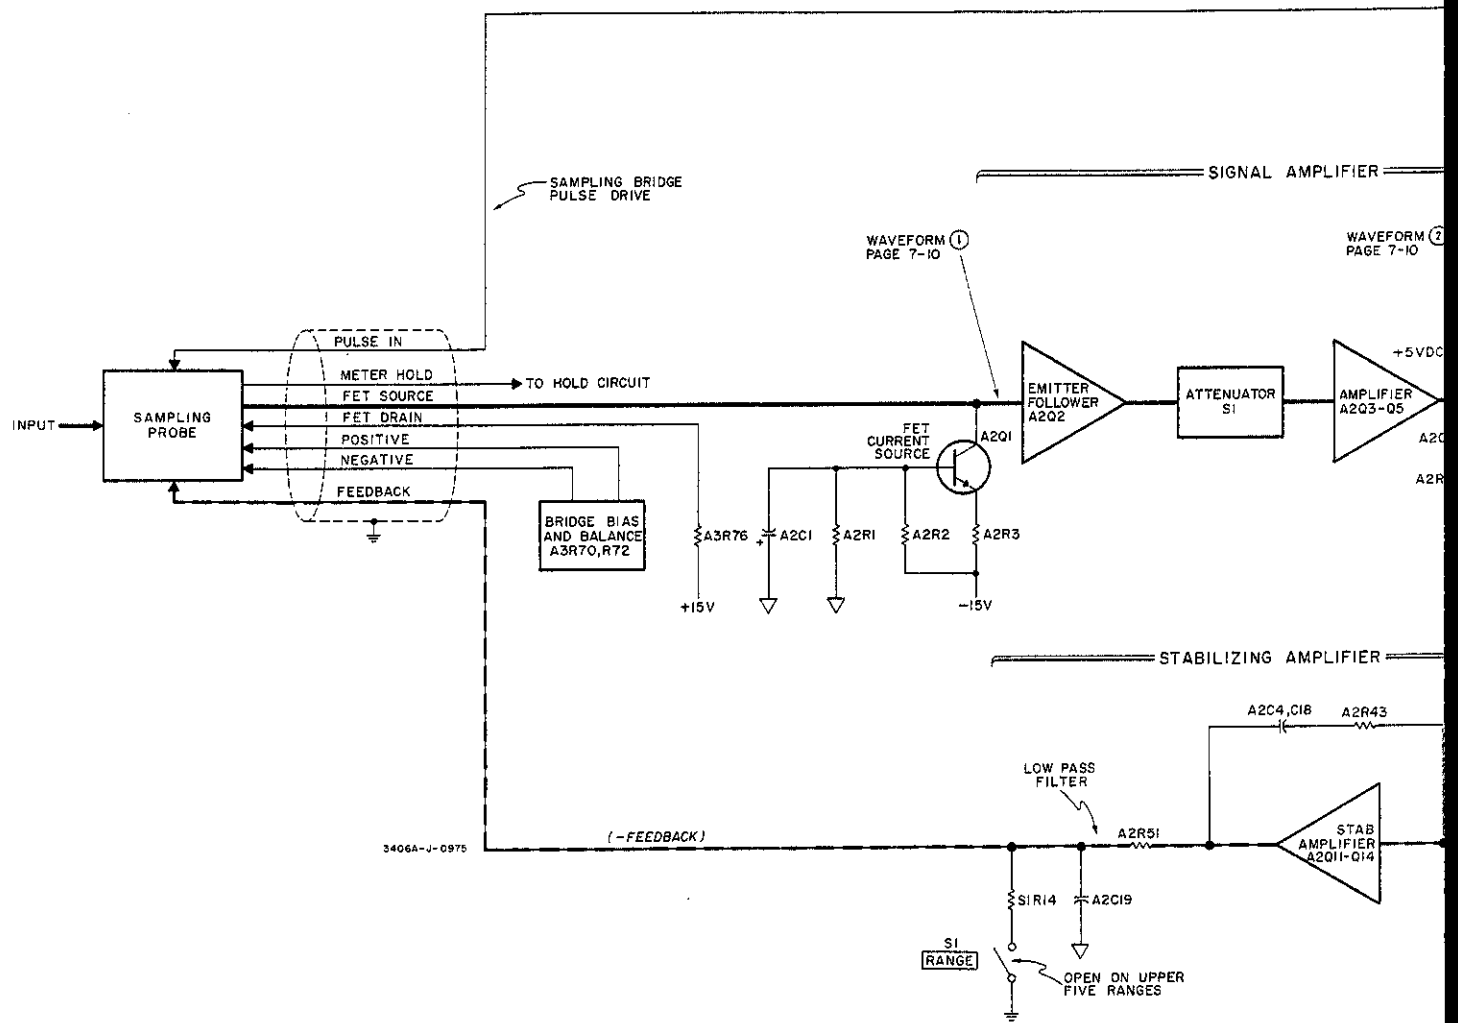 SIGNAL AMPLIFIER
SAMPLING BRIDGE
PULSE DRIVE
WAVEFORM 1
PAGE 7-10
WAVEFORM 2
PAGE 7-10
PULSE IN
METER HOLD
TO HOLD CIRCUIT
FET SOURCE
FET DRAIN
POSITIVE
NEGATIVE
FEEDBACK
INPUT
SAMPLING
PROBE
BRIDGE BIAS
AND BALANCE
A3R70,R72
A3R76
+15V
A2C1
+
A2R1
A2R2
A2R3
-15V
FET
CURRENT
SOURCE
A2Q1
EMITTER
FOLLOWER
A2Q2
ATTENUATOR
S1
+5VDC
AMPLIFIER
A2Q3-Q5
A2R
STABILIZING AMPLIFIER
A2C4,C18
A2R43
LOW PASS
FILTER
A2R51
STAB
AMPLIFIER
A2Q11-Q14
(-FEEDBACK)
3406A-J-0975
S1R14
A2C19
S1
RANGE
OPEN ON UPPER
FIVE RANGES